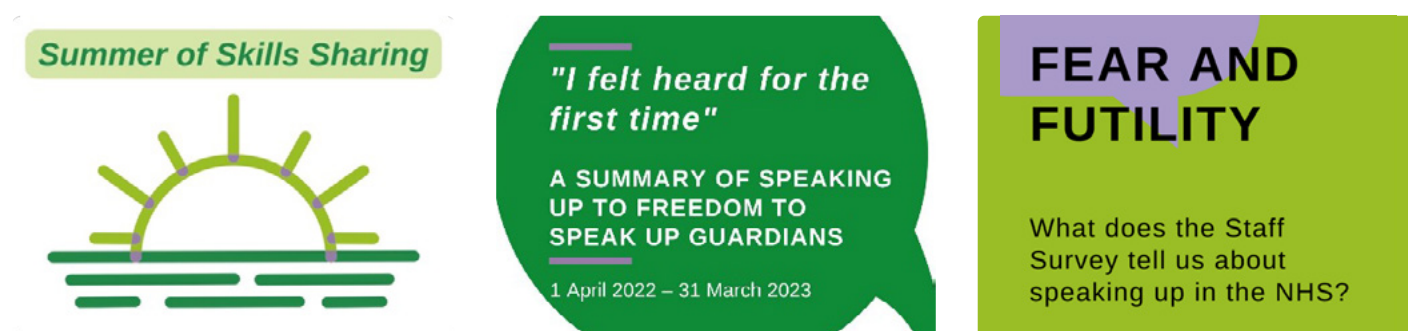 Summer of Skills Sharing
"I felt heard for the
first time"
A SUMMARY OF SPEAKING
UP TO FREEDOM TO
SPEAK UP GUARDIANS
1 April 2022 – 31 March 2023
FEAR AND
FUTILITY
What does the Staff
Survey tell us about
speaking up in the NHS?